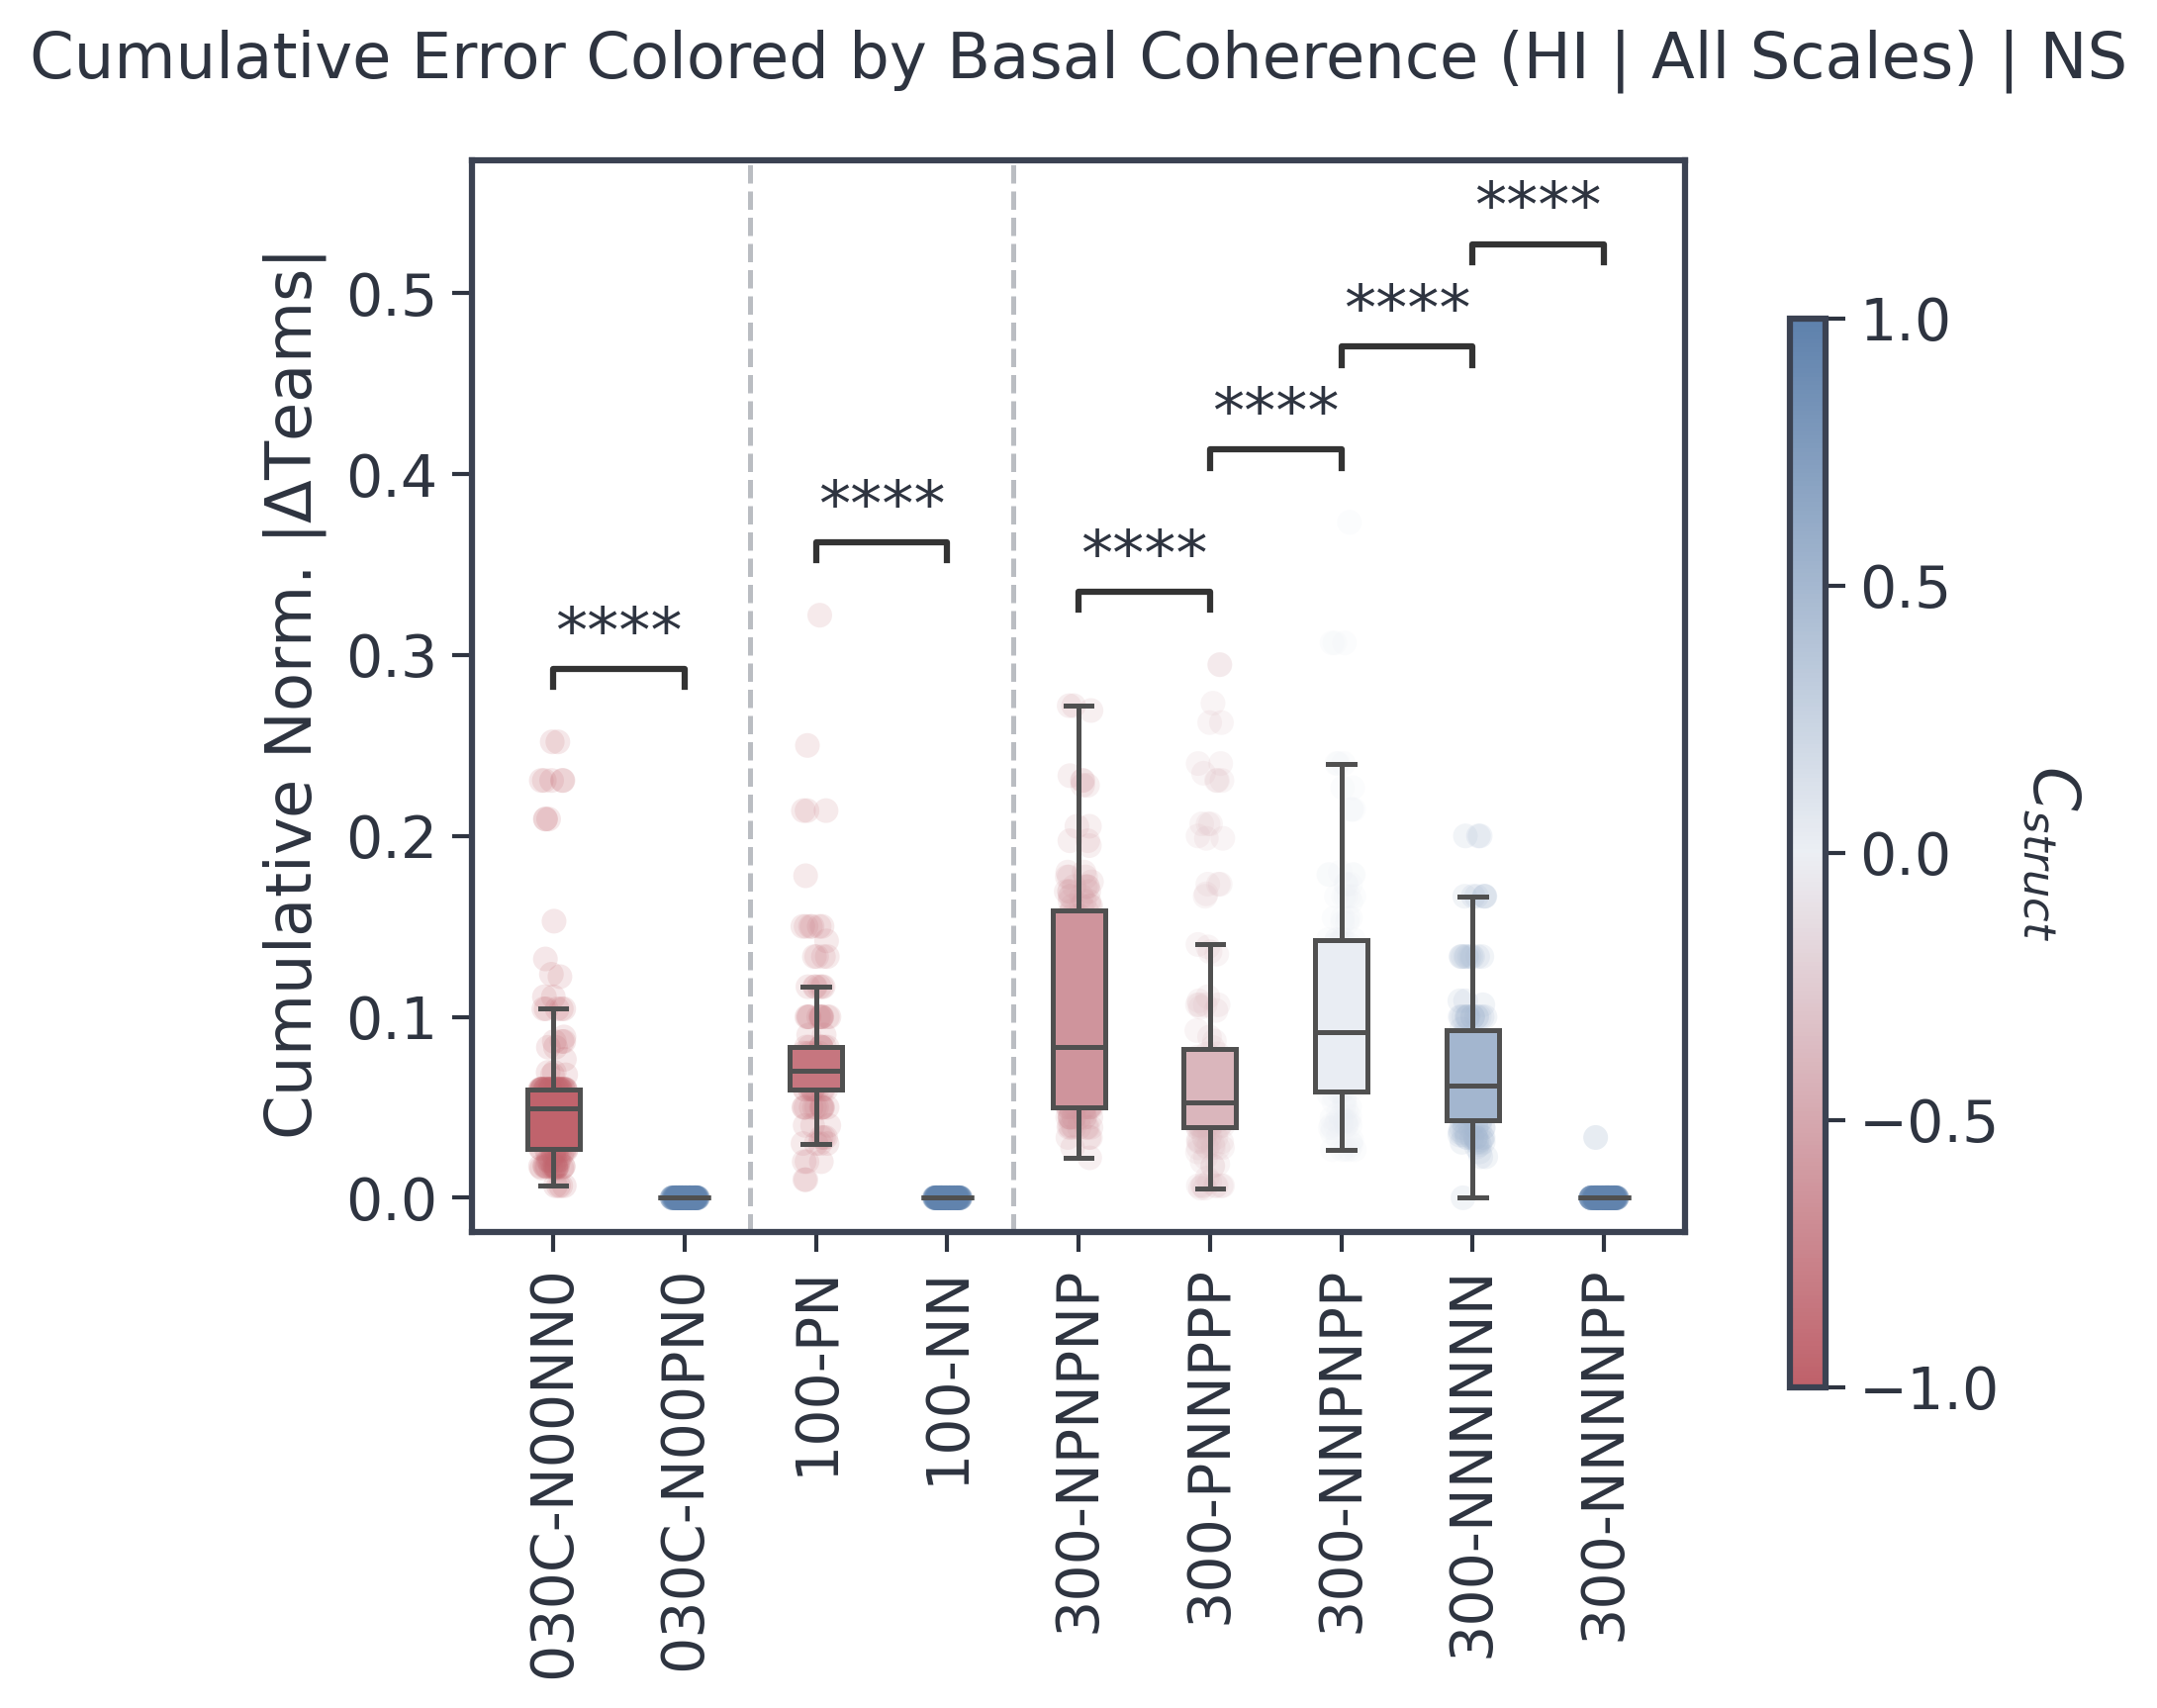 Cumulative Error Colored by Basal Coherence (HI | All Scales) | NS
Cumulative Norm. |ΔTeams|
0.5
0.4
0.3
0.2
0.1
0.0
****
****
****
****
****
****
030C-N00NN0
030C-N00PN0
100-PN
100-NN
300-NPNPNP
300-PNNNPP
300-NNPNPP
300-NNNNNN
300-NNNNPP
1.0
0.5
0.0
−0.5
−1.0
C_struct